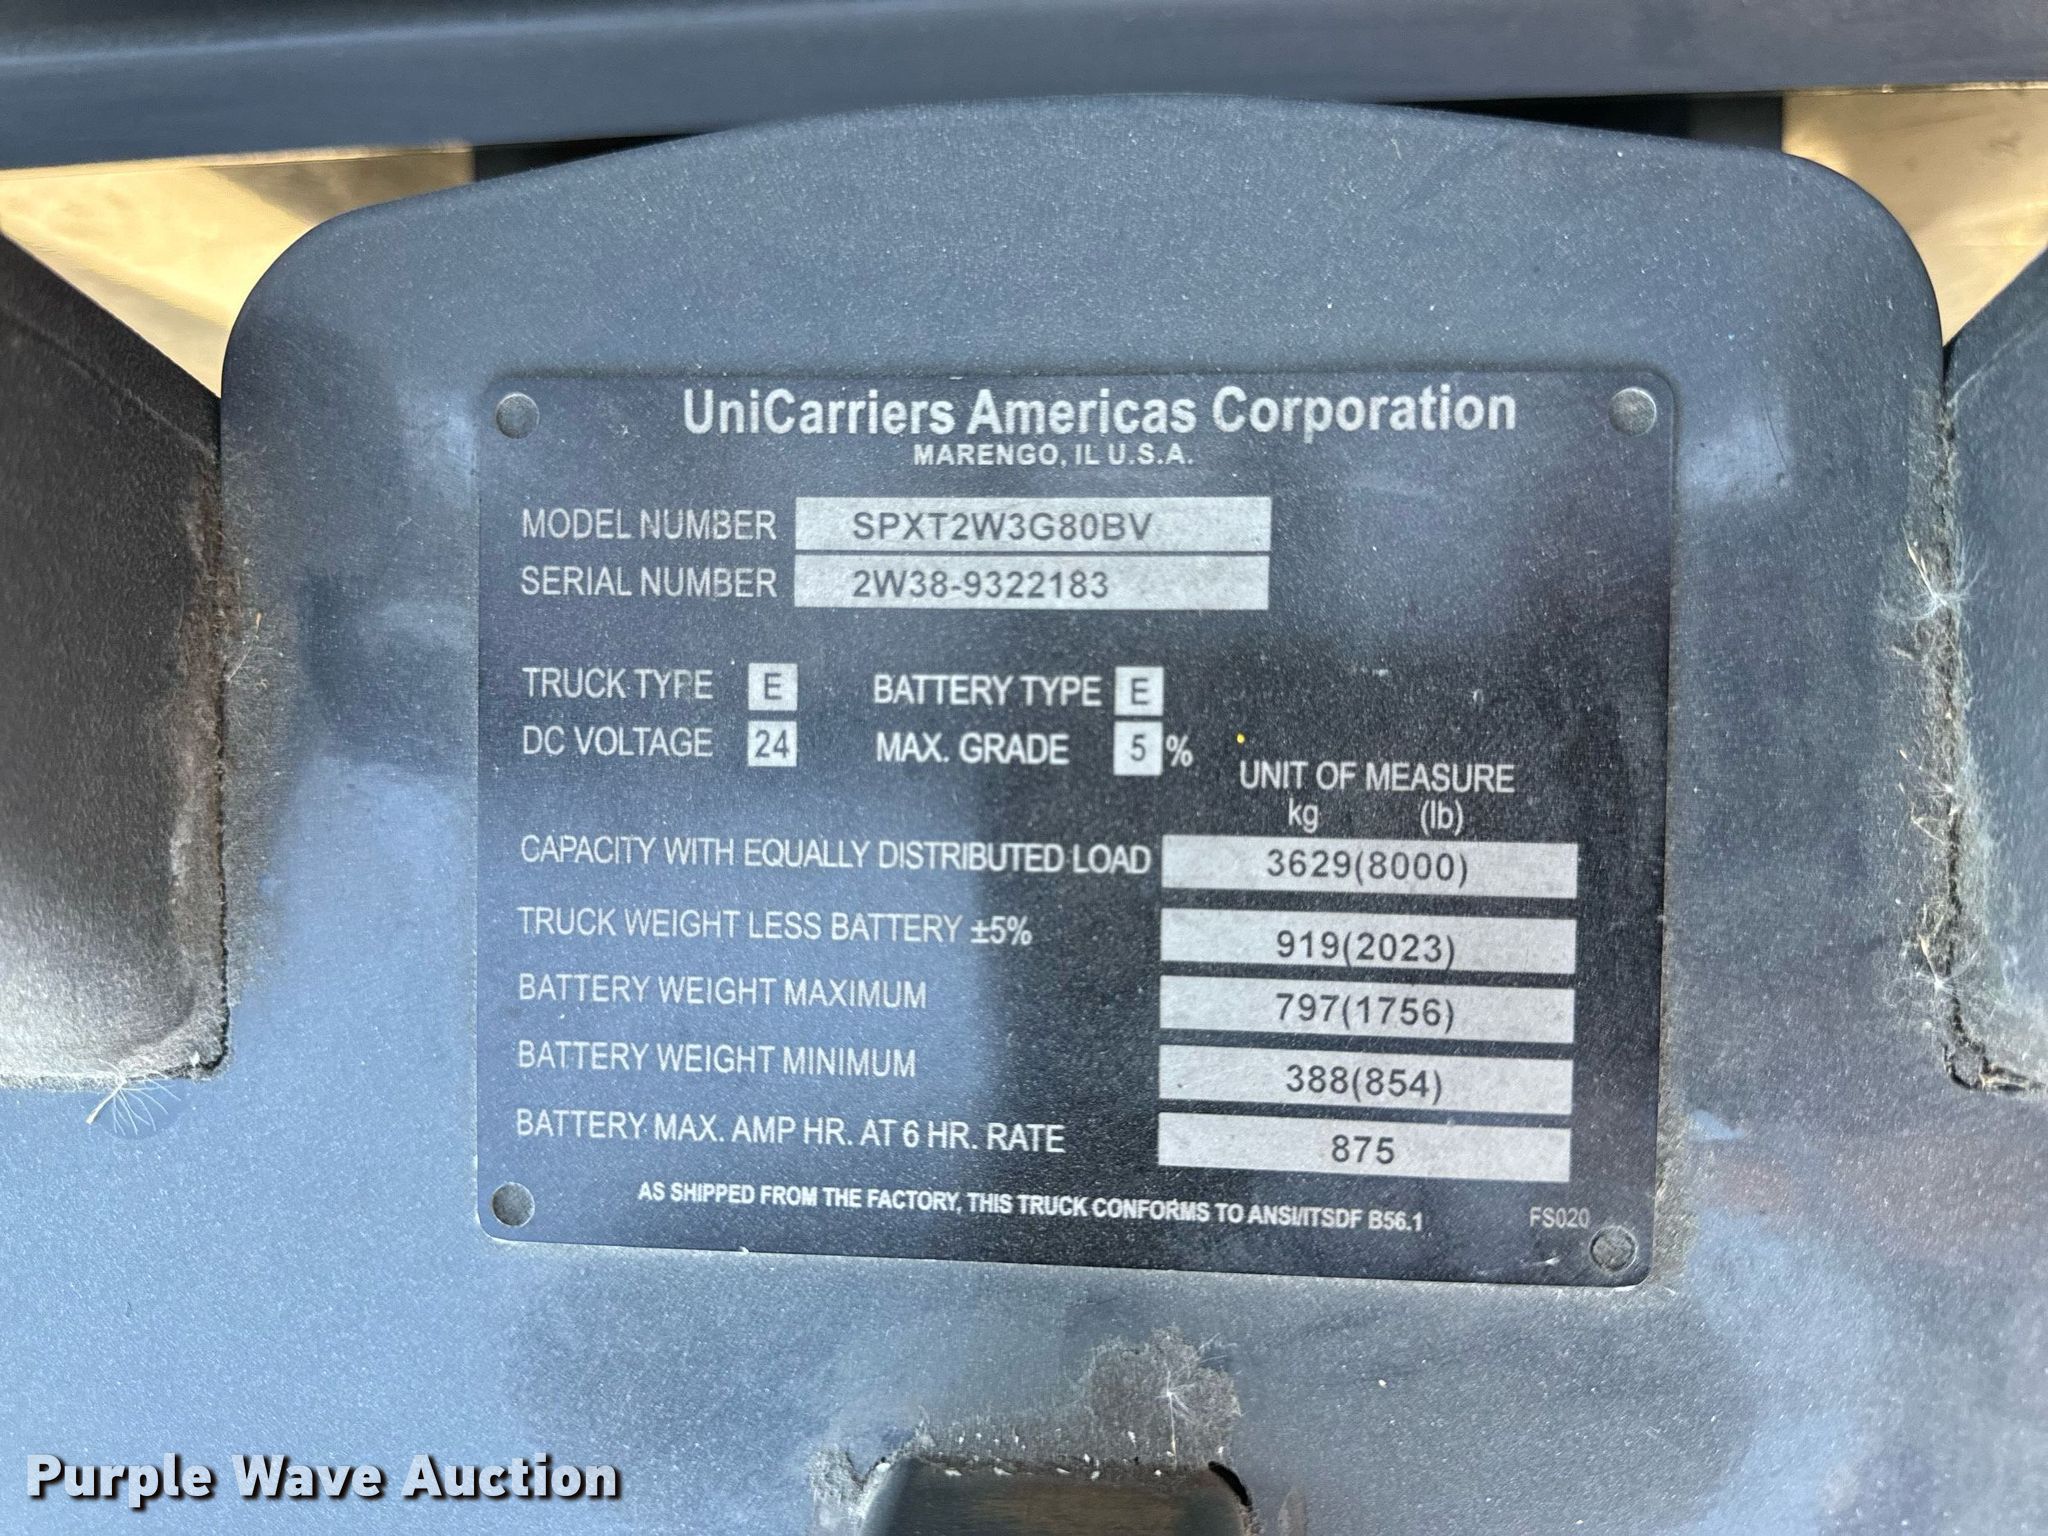 UniCarriers Americas Corporation
MARENGO, IL U.S.A.
MODEL NUMBER SPXT2W3G80BV
SERIAL NUMBER 2W38-9322183
TRUCK TYPE E BATTERY TYPE E
DC VOLTAGE 24 MAX. GRADE 5 %
UNIT OF MEASURE
kg (lb)
CAPACITY WITH EQUALLY DISTRIBUTED LOAD 3629(8000)
TRUCK WEIGHT LESS BATTERY ±5% 919(2023)
BATTERY WEIGHT MAXIMUM 797(1756)
BATTERY WEIGHT MINIMUM 388(854)
BATTERY MAX. AMP HR. AT 6 HR. RATE 875
AS SHIPPED FROM THE FACTORY, THIS TRUCK CONFORMS TO ANSI/ITSDF B56.1 FS020
Purple Wave Auction